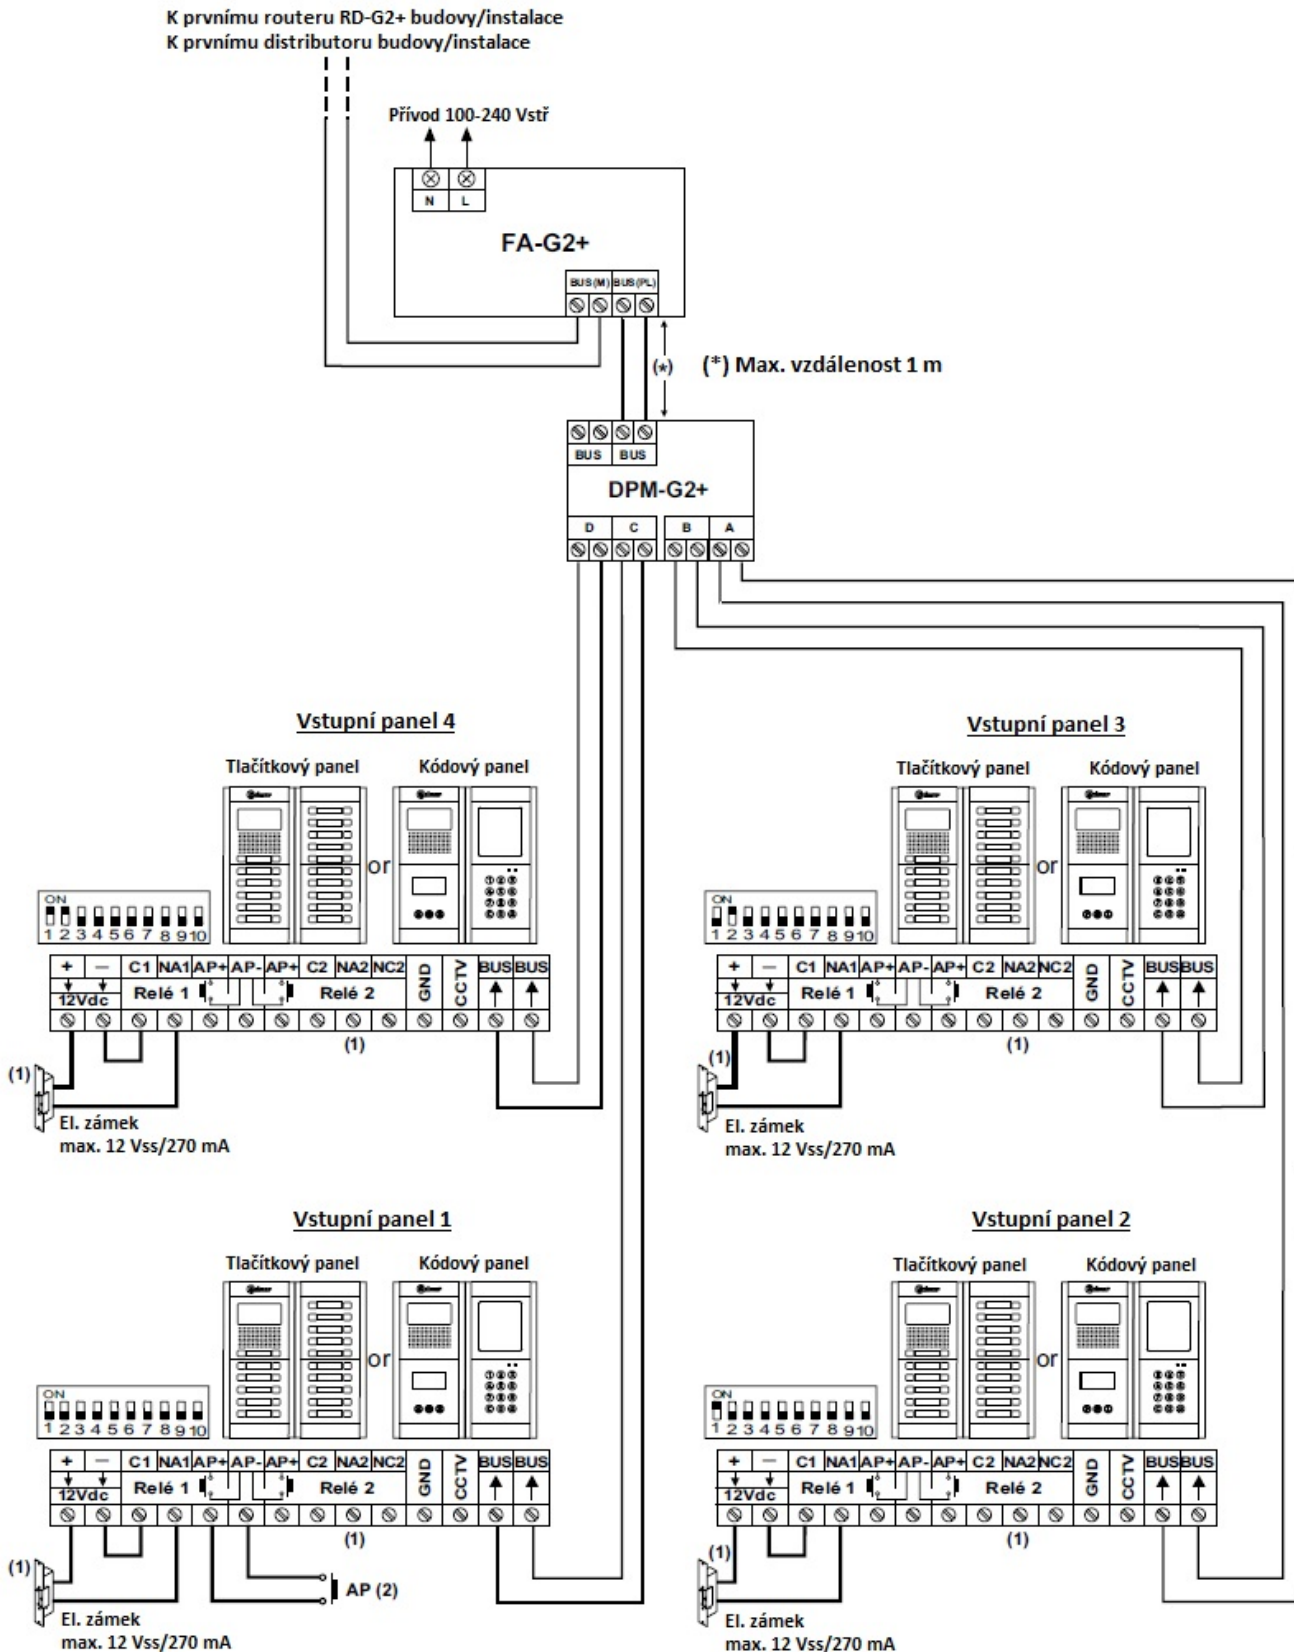 K prvnímu routeru RD-G2+ budovy/instalace
K prvnímu distributoru budovy/instalace
Přívod 100-240 Vstř
N L
FA-G2+
BUS(M) BUS(PL)
(*) (*) Max. vzdálenost 1 m
BUS BUS
DPM-G2+
D C B A
Vstupní panel 4
Tlačítkový panel Kódový panel
or
ON
1 2 3 4 5 6 7 8 9 10
+ — C1 NA1 AP+ AP- AP+ C2 NA2 NC2 GND CCTV BUS BUS
12Vdc Relé 1 Relé 2
(1)
(1)
El. zámek
max. 12 Vss/270 mA
Vstupní panel 3
Tlačítkový panel Kódový panel
or
ON
1 2 3 4 5 6 7 8 9 10
+ — C1 NA1 AP+ AP- AP+ C2 NA2 NC2 GND CCTV BUS BUS
12Vdc Relé 1 Relé 2
(1)
(1)
El. zámek
max. 12 Vss/270 mA
Vstupní panel 1
Tlačítkový panel Kódový panel
or
ON
1 2 3 4 5 6 7 8 9 10
+ — C1 NA1 AP+ AP- AP+ C2 NA2 NC2 GND CCTV BUS BUS
12Vdc Relé 1 Relé 2
(1)
(1)
AP (2)
El. zámek
max. 12 Vss/270 mA
Vstupní panel 2
Tlačítkový panel Kódový panel
or
ON
1 2 3 4 5 6 7 8 9 10
+ — C1 NA1 AP+ AP- AP+ C2 NA2 NC2 GND CCTV BUS BUS
12Vdc Relé 1 Relé 2
(1)
(1)
El. zámek
max. 12 Vss/270 mA